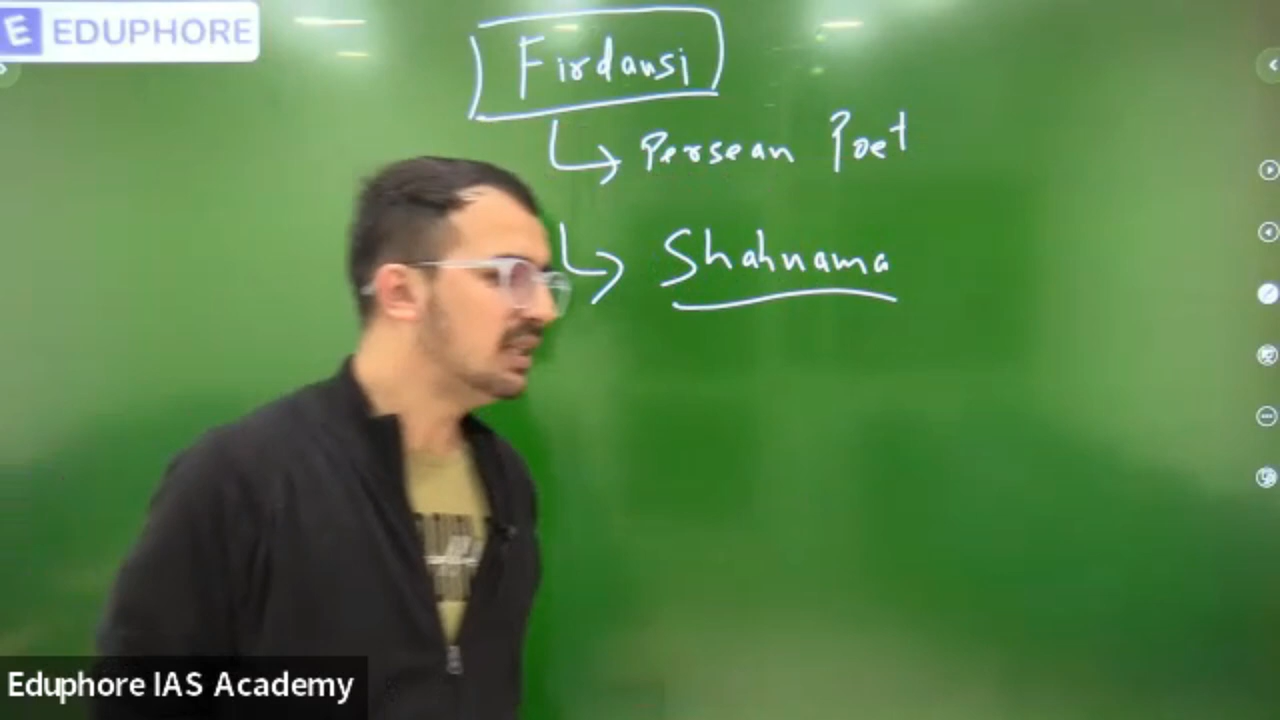 EDUPHORE
Firdausi
Persean Poet
Shahnama
Eduphore IAS Academy